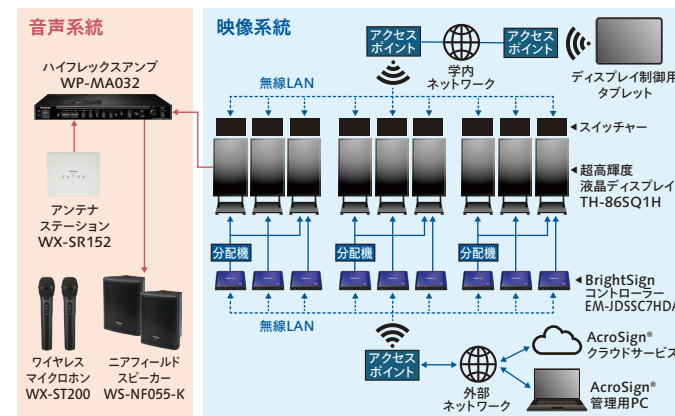 音声系統
ハイフレックスアンプ
WP-MA032
アンテナ
ステーション
WX-SR152
ワイヤレス
マイクロホン
WX-ST200
ニアフィールド
スピーカー
WS-NF055-K
映像系統
アクセス
ポイント
学内
ネットワーク
アクセス
ポイント
ディスプレイ制御用
タブレット
無線LAN
◀スイッチャー
◀超高輝度
液晶ディスプレイ
TH-86SQ1H
分配機
分配機
分配機
◀BrightSign
コントローラー
EM-JDSSC7HDA
無線LAN
アクセス
ポイント
外部
ネットワーク
AcroSign®
クラウドサービス
AcroSign®
管理用PC